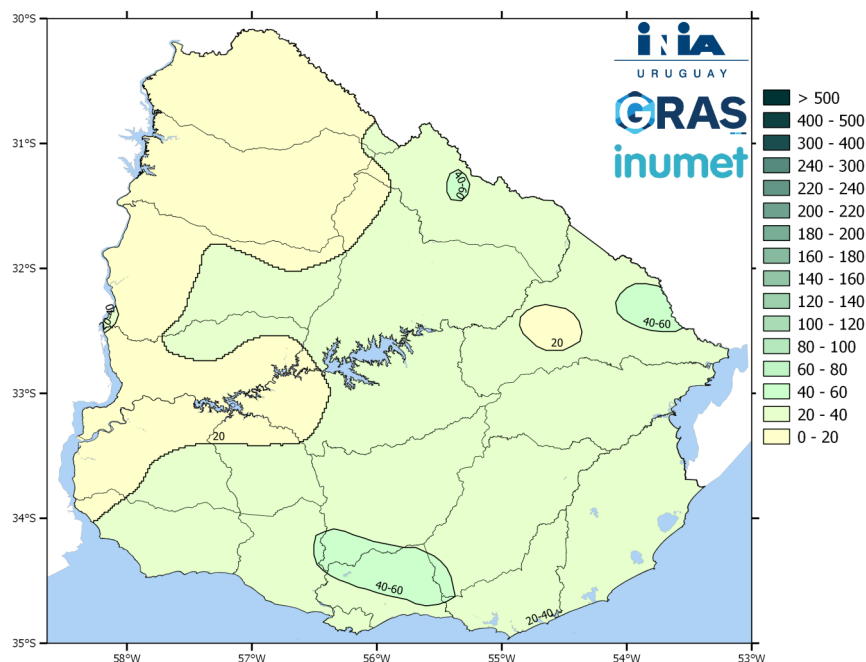 30°S
31°S
32°S
33°S
34°S
35°S
58°W
57°W
56°W
55°W
54°W
53°W
INIA
URUGUAY
GRAS
inumet
> 500
400 - 500
300 - 400
240 - 300
220 - 240
200 - 220
180 - 200
160 - 180
140 - 160
120 - 140
100 - 120
80 - 100
60 - 80
40 - 60
20 - 40
0 - 20
40-60
20-40
40-60
20
20
40-60
20-40